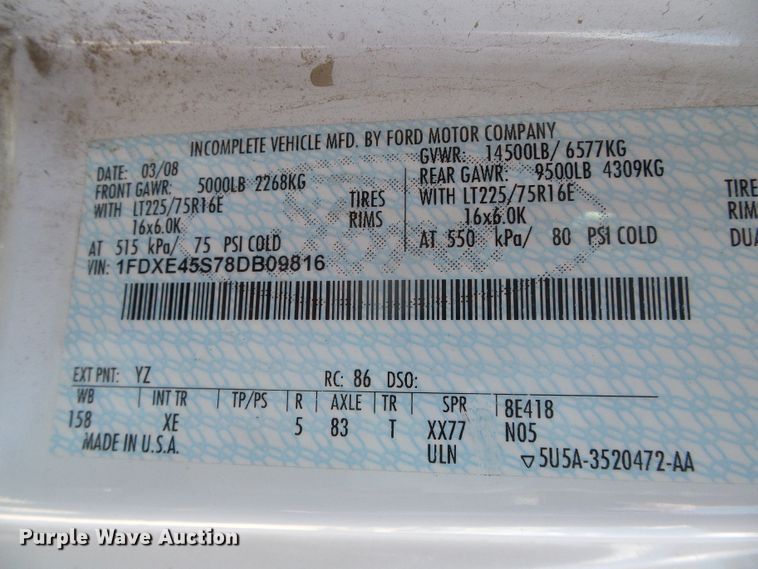 INCOMPLETE VEHICLE MFD. BY FORD MOTOR COMPANY
DATE: 03/08 GVWR: 14500LB/ 6577KG
FRONT GAWR: 5000LB 2268KG REAR GAWR: 9500LB 4309KG
WITH LT225/75R16E TIRES WITH LT225/75R16E TIRE
16x6.0K RIMS 16x6.0K RIM
AT 515 kPa/ 75 PSI COLD AT 550 kPa/ 80 PSI COLD DUA
VIN: 1FDXE45S78DB09816
EXT PNT: YZ RC: 86 DSO:
WB INT TR TP/PS R AXLE TR SPR 8E418
158 XE 5 83 T XX77 N05
MADE IN U.S.A. ULN ▽5U5A-3520472-AA
Purple Wave Auction